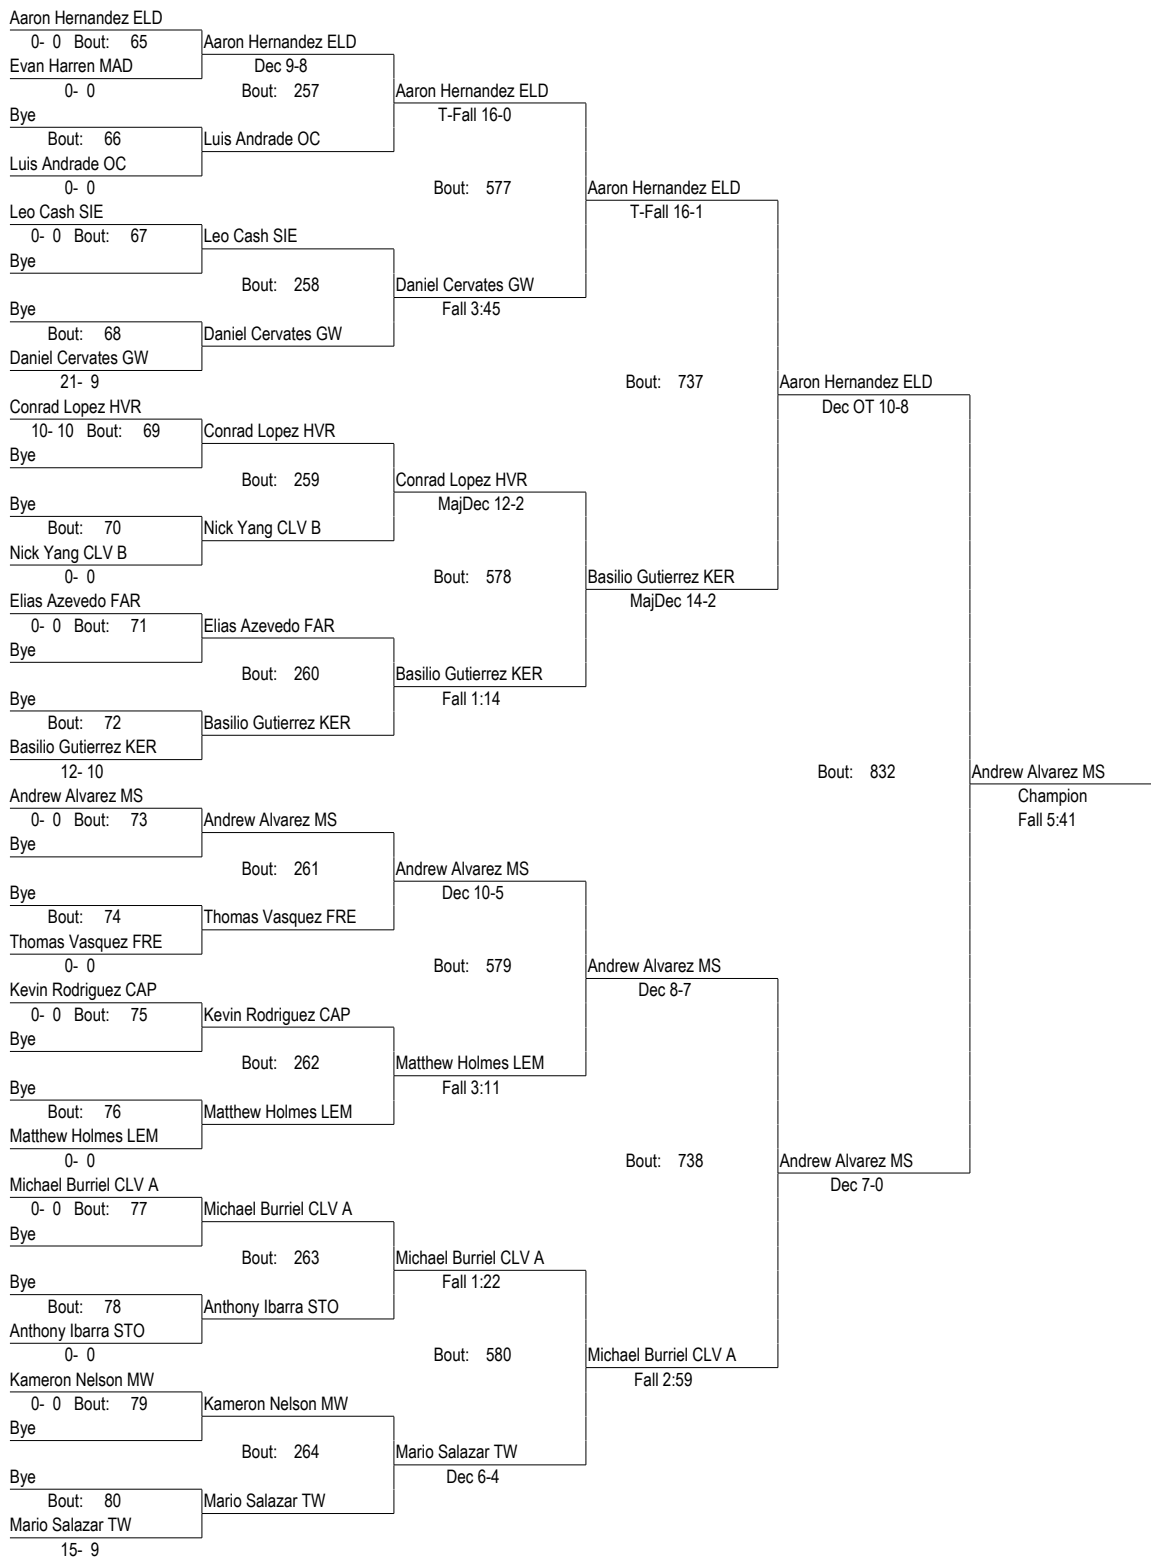 Aaron Hernandez ELD
0- 0 Bout: 65
Aaron Hernandez ELD
Evan Harren MAD
Dec 9-8
0- 0
Bout: 257
Aaron Hernandez ELD
Bye
T-Fall 16-0
Bout: 66
Luis Andrade OC
Luis Andrade OC
0- 0
Bout: 577
Aaron Hernandez ELD
Leo Cash SIE
T-Fall 16-1
0- 0 Bout: 67
Leo Cash SIE
Bye
Bout: 258
Daniel Cervates GW
Bye
Fall 3:45
Bout: 68
Daniel Cervates GW
Daniel Cervates GW
21- 9
Bout: 737
Aaron Hernandez ELD
Conrad Lopez HVR
Dec OT 10-8
10- 10 Bout: 69
Conrad Lopez HVR
Bye
Bout: 259
Conrad Lopez HVR
Bye
MajDec 12-2
Bout: 70
Nick Yang CLV B
Nick Yang CLV B
0- 0
Bout: 578
Basilio Gutierrez KER
Elias Azevedo FAR
MajDec 14-2
0- 0 Bout: 71
Elias Azevedo FAR
Bye
Bout: 260
Basilio Gutierrez KER
Bye
Fall 1:14
Bout: 72
Basilio Gutierrez KER
Basilio Gutierrez KER
12- 10
Bout: 832
Andrew Alvarez MS
Andrew Alvarez MS
Champion
0- 0 Bout: 73
Andrew Alvarez MS
Fall 5:41
Bye
Bout: 261
Andrew Alvarez MS
Bye
Dec 10-5
Bout: 74
Thomas Vasquez FRE
Thomas Vasquez FRE
0- 0
Bout: 579
Andrew Alvarez MS
Kevin Rodriguez CAP
Dec 8-7
0- 0 Bout: 75
Kevin Rodriguez CAP
Bye
Bout: 262
Matthew Holmes LEM
Bye
Fall 3:11
Bout: 76
Matthew Holmes LEM
Matthew Holmes LEM
0- 0
Bout: 738
Andrew Alvarez MS
Michael Burriel CLV A
Dec 7-0
0- 0 Bout: 77
Michael Burriel CLV A
Bye
Bout: 263
Michael Burriel CLV A
Bye
Fall 1:22
Bout: 78
Anthony Ibarra STO
Anthony Ibarra STO
0- 0
Bout: 580
Michael Burriel CLV A
Kameron Nelson MW
Fall 2:59
0- 0 Bout: 79
Kameron Nelson MW
Bye
Bout: 264
Mario Salazar TW
Bye
Dec 6-4
Bout: 80
Mario Salazar TW
Mario Salazar TW
15- 9